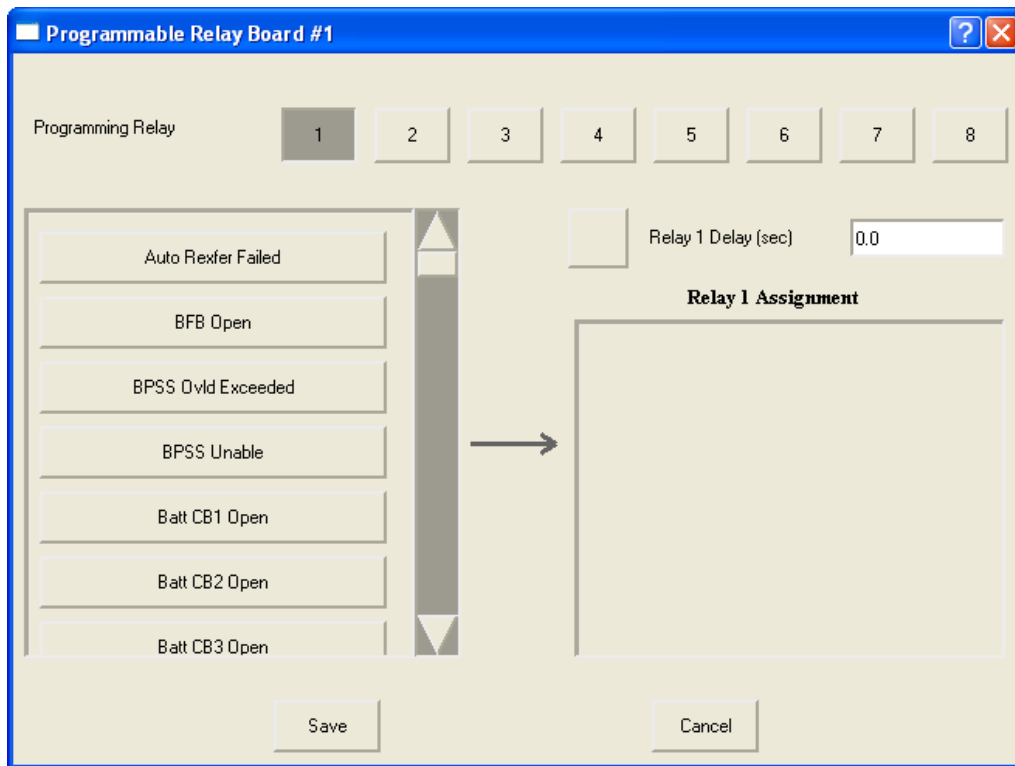 Programmable Relay Board #1
?
Programming Relay 1 2 3 4 5 6 7 8
Auto Rexfer Failed
BFB Open
BPSS Ovld Exceeded
BPSS Unable
Batt CB1 Open
Batt CB2 Open
Batt CB3 Open
Relay 1 Delay (sec) 0.0
Relay 1 Assignment
Save Cancel